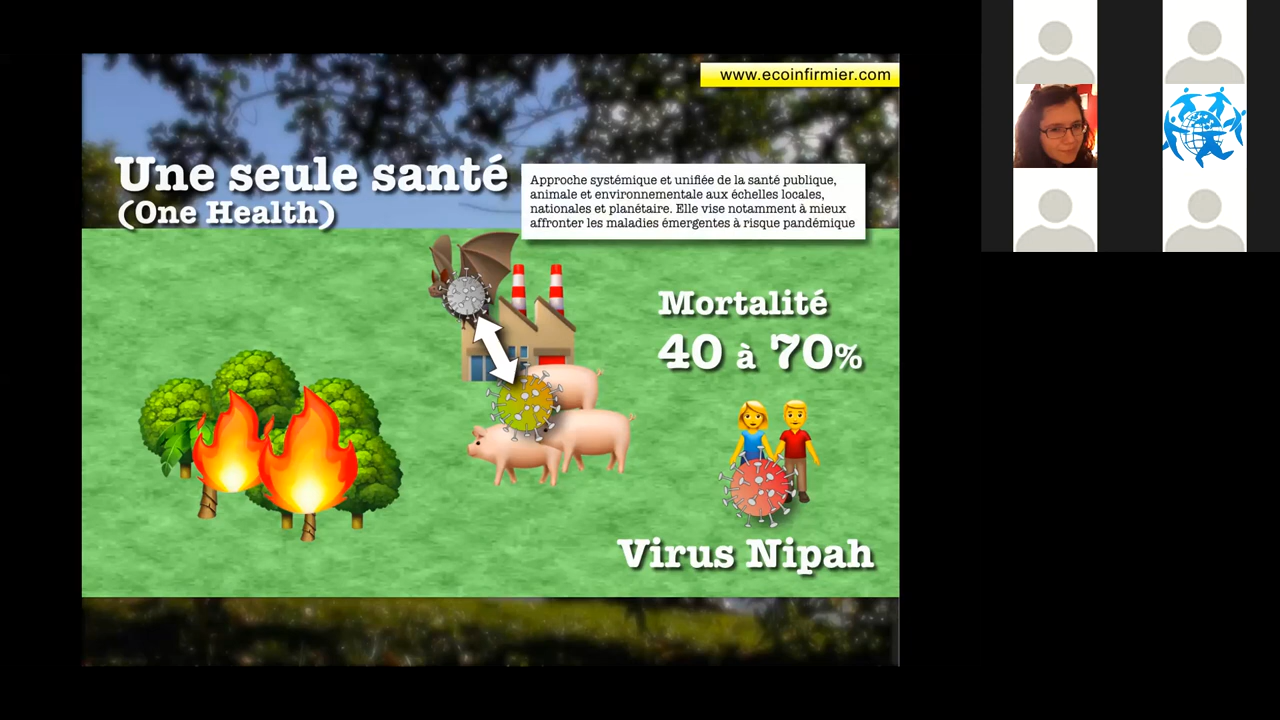 www.ecoinfirmier.com
Une seule santé
(One Health)
Approche systémique et unifiée de la santé publique,
animale et environnementale aux échelles locales,
nationales et planétaire. Elle vise notamment à mieux
affronter les maladies émergentes à risque pandémique
Mortalité
40 à 70%
Virus Nipah